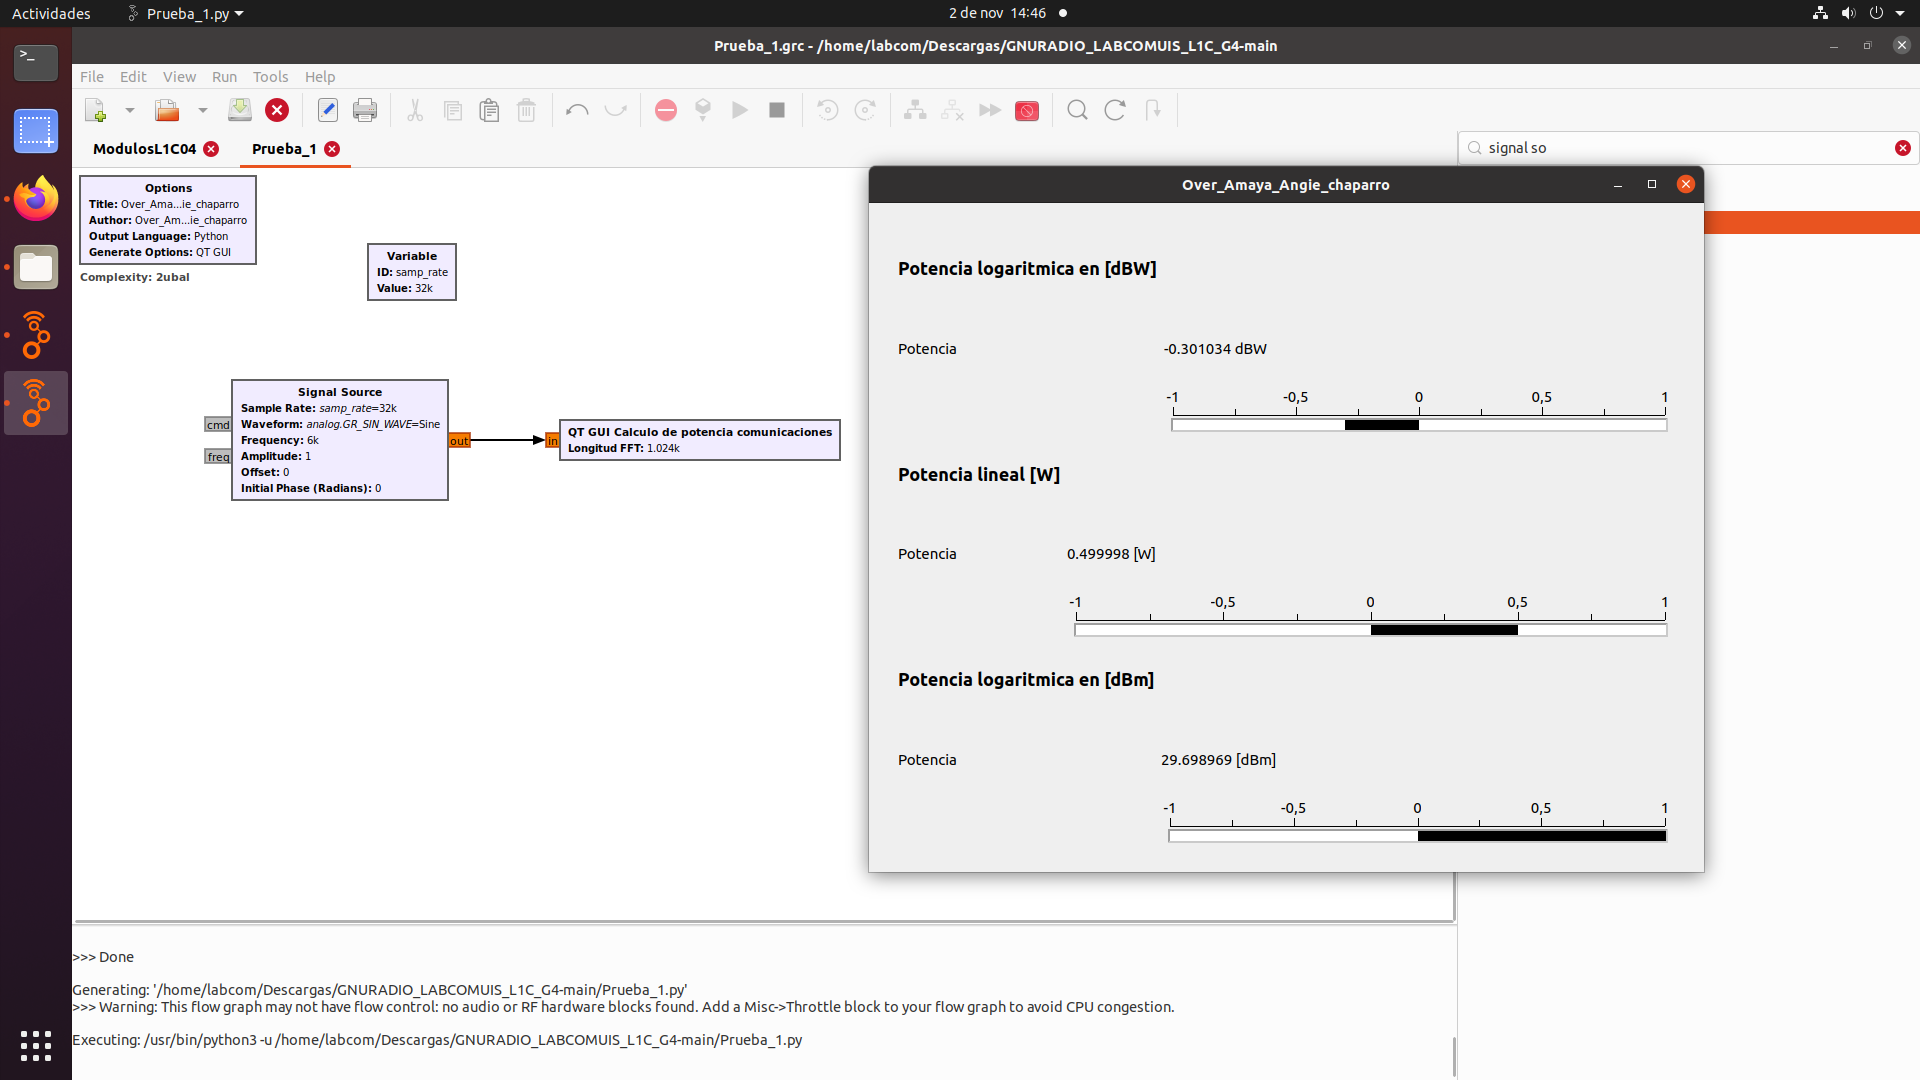 Actividades
Prueba_1.py
2 de nov 14:46
Prueba_1.grc - /home/labcom/Descargas/GNURADIO_LABCOMUIS_L1C_G4-main
File Edit View Run Tools Help
ModulosL1C04
Prueba_1
signal so
Options
Title: Over_Ama...ie_chaparro
Author: Over_Am...ie_chaparro
Output Language: Python
Generate Options: QT GUI
Complexity: 2ubal
Variable
ID: samp_rate
Value: 32k
Signal Source
Sample Rate: samp_rate=32k
Waveform: analog.GR_SIN_WAVE=Sine
Frequency: 6k
Amplitude: 1
Offset: 0
Initial Phase (Radians): 0
cmd
freq
out
in
QT GUI Calculo de potencia comunicaciones
Longitud FFT: 1.024k
Over_Amaya_Angie_chaparro
Potencia logaritmica en [dBW]
Potencia -0.301034 dBW
-1 -0,5 0 0,5 1
Potencia lineal [W]
Potencia 0.499998 [W]
-1 -0,5 0 0,5 1
Potencia logaritmica en [dBm]
Potencia 29.698969 [dBm]
-1 -0,5 0 0,5 1
>>> Done
Generating: '/home/labcom/Descargas/GNURADIO_LABCOMUIS_L1C_G4-main/Prueba_1.py'
>>> Warning: This flow graph may not have flow control: no audio or RF hardware blocks found. Add a Misc->Throttle block to your flow graph to avoid CPU congestion.
Executing: /usr/bin/python3 -u /home/labcom/Descargas/GNURADIO_LABCOMUIS_L1C_G4-main/Prueba_1.py